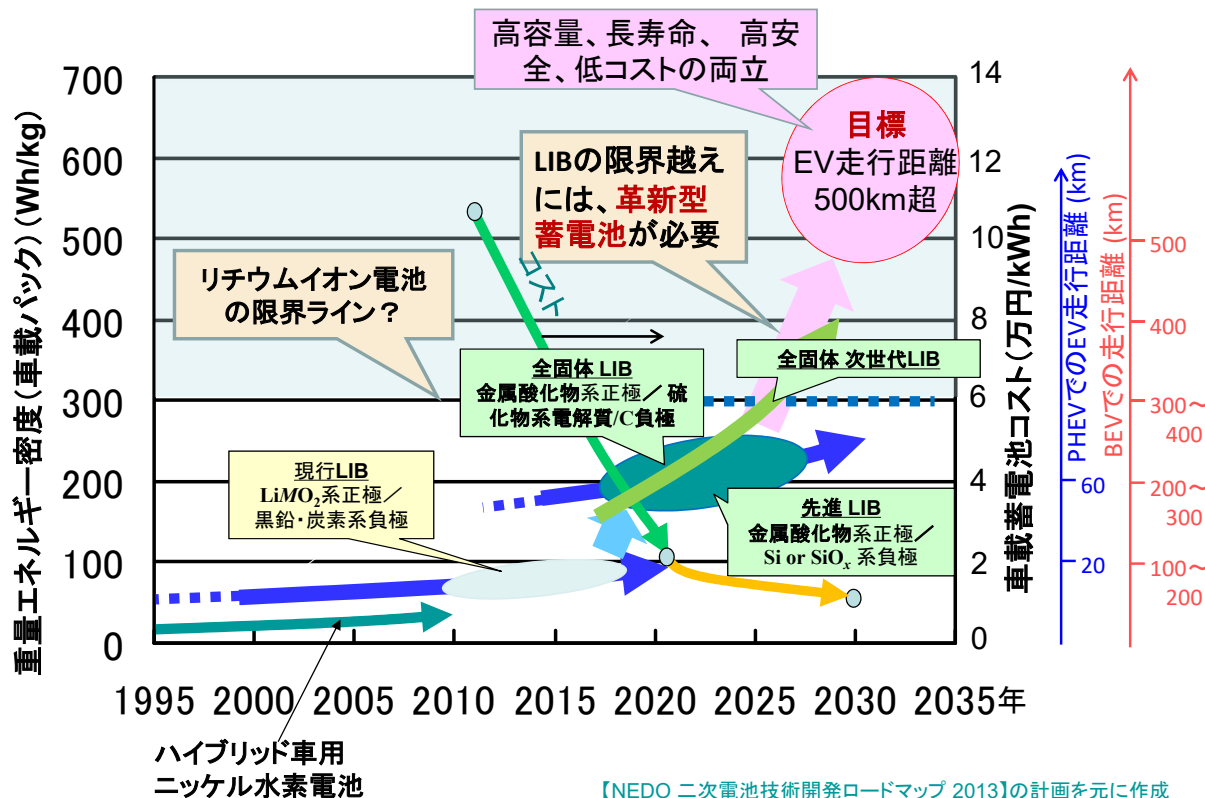 高容量、長寿命、 高安
全、低コストの両立
重量エネルギー密度（車載パック）（Wh/kg）
700
600
500
400
300
200
100
0
目標
EV走行距離
500km超
LIBの限界越え
には、革新型
蓄電池が必要
リチウムイオン電池
の限界ライン？
コスト
全固体 LIB
金属酸化物系正極／ 硫
化物系電解質/C負極
全固体 次世代LIB
現行LIB
LiMO₂系正極／
黒鉛・炭素系負極
先進 LIB
金属酸化物系正極／
Si or SiOₓ 系負極
14
12
10
8
6
4
2
0
車載蓄電池コスト（万円/kWh）
PHEVでのEV走行距離 (km)
60
20
BEVでの走行距離 (km)
500
400
300～
400
200～
300
100～
200
1995 2000 2005 2010 2015 2020 2025 2030 2035年
ハイブリッド車用
ニッケル水素電池
【NEDO 二次電池技術開発ロードマップ 2013】の計画を元に作成